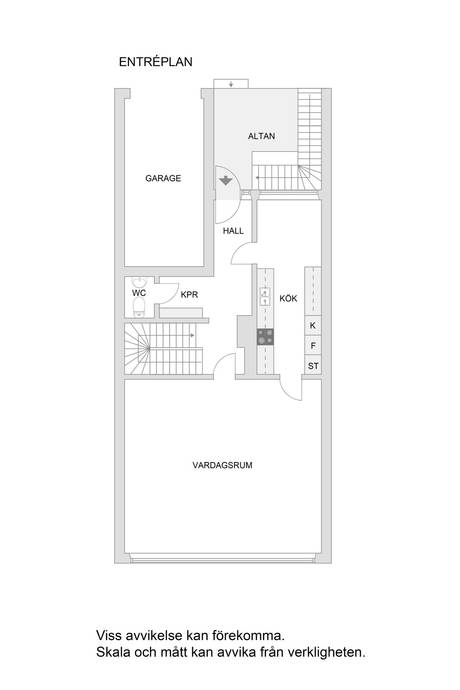 ENTRÉPLAN
ALTAN
GARAGE
HALL
WC
KPR
KÖK
K
F
ST
VARDAGSRUM
Viss avvikelse kan förekomma.
Skala och mått kan avvika från verkligheten.